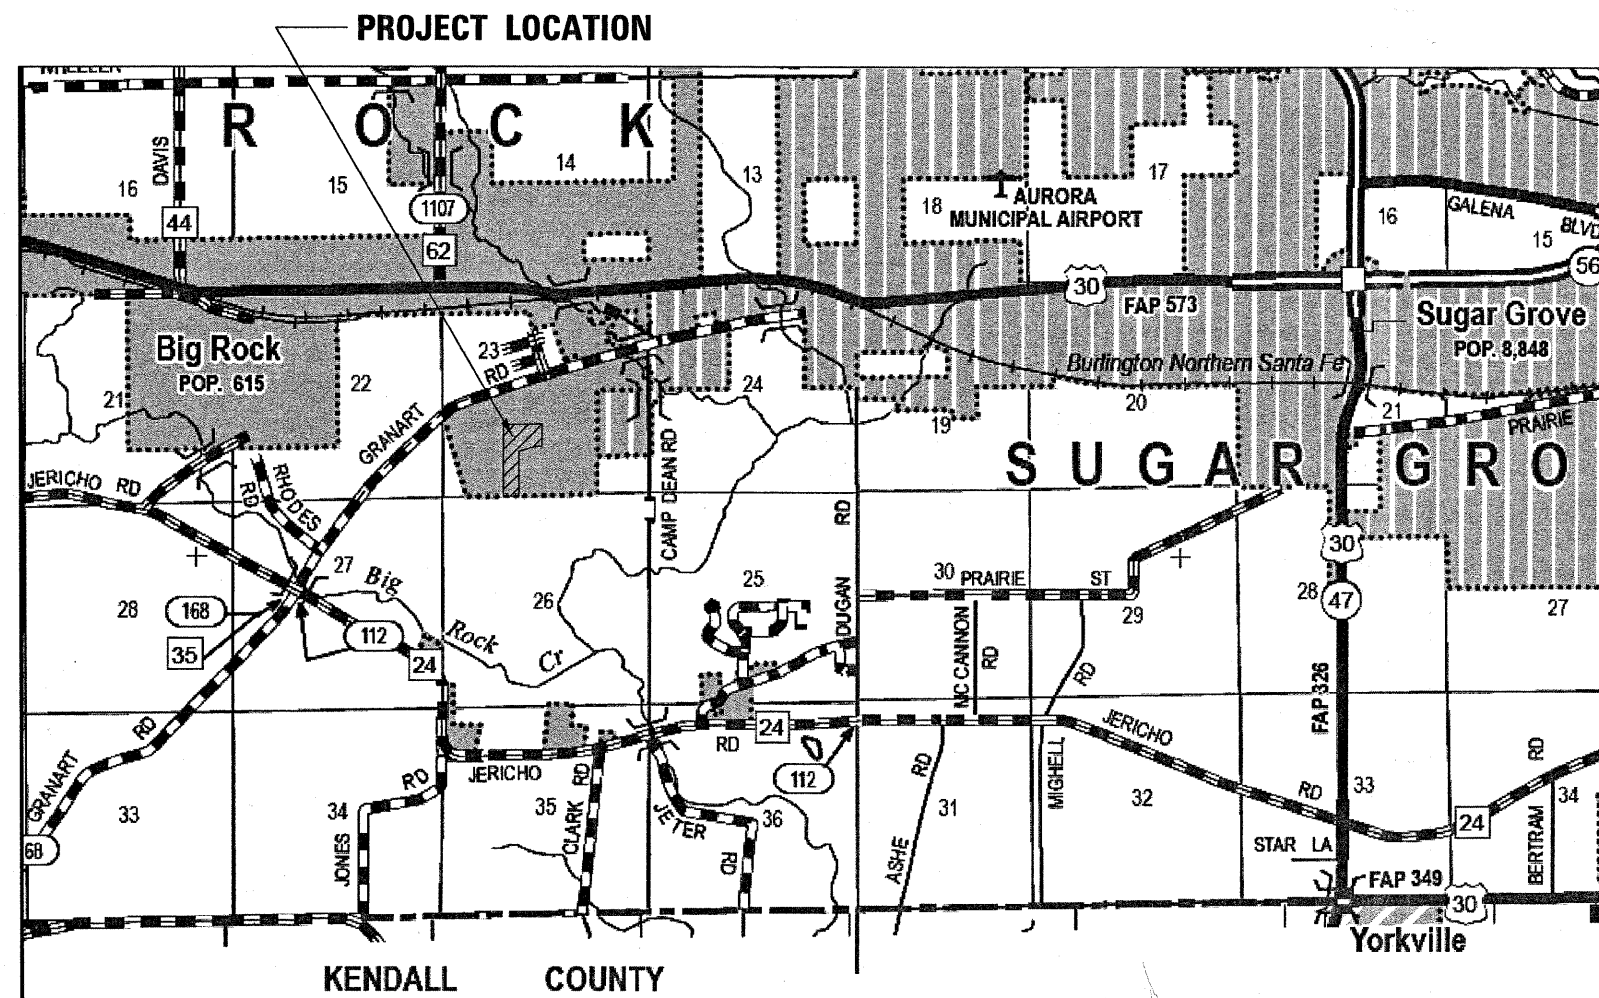 PROJECT LOCATION
WHEELER
R O C K
DAVIS
16
15
14
13
17
18
16
15
44
1107
62
AURORA
MUNICIPAL AIRPORT
GALENA
BLVD
56
30
FAP 573
Sugar Grove
POP. 8,848
Big Rock
POP. 615
Burlington Northern Santa Fe
23
RD
22
21
24
20
19
21
PRAIRIE
GRANART
SUGAR GRO
JERICHO RD
RHODES
RD
CAMP DEAN RD
RD
DUGAN
27
28
168
35
112
24
Big
Rock
Cr
26
25
30
PRAIRIE ST
29
30
47
28
27
MC CANNON
RD
RD
FAP 326
GRANART
RD
RD
JERICHO
RD
24
112
JERICHO
RD
33
34
JONES
35
CLARK
RD
JETER
RD
36
31
ASHE
RD
MIGHELL
32
33
24
34
BERTRAM
RD
68
STAR LA
FAP 349
30
Yorkville
KENDALL COUNTY